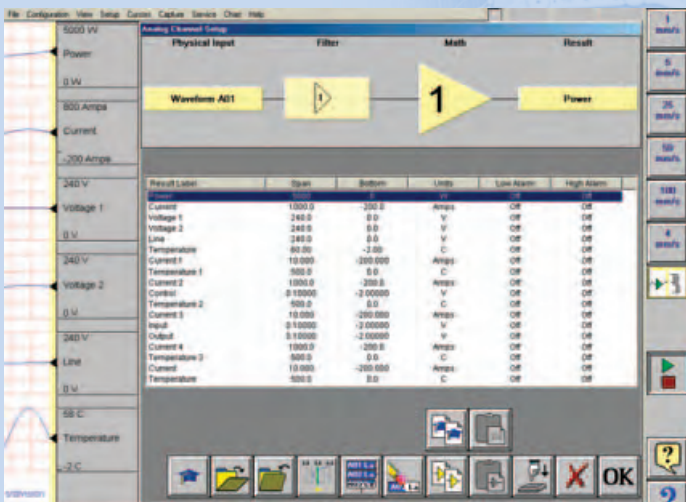 File Configuration View Setup Cursor Capture Service Chart Help
5000 W
Power
0 W
800 Amps
Current
-200 Amps
240 V
Voltage 1
0 V
240 V
Voltage 2
0 V
240 V
Line
0 V
58 C
Temperature
-2 C
Analog Channel Setup
Physical Input Filter Math Result
Waveform A01 1 1 Power
Result Label Span Bottom Units Low Alarm High Alarm
Power 5000 0 W Off Off
Current 1000.0 -200.0 Amps Off Off
Voltage 1 240.0 0.0 V Off Off
Voltage 2 240.0 0.0 V Off Off
Line 240.0 0.0 V Off Off
Temperature 60.00 -2.00 C Off Off
Current 1 10.000 -200.000 Amps Off Off
Temperature 1 500.0 0.0 C Off Off
Current 2 1000.0 -200.0 Amps Off Off
Control 0.10000 -2.00000 V Off Off
Temperature 2 500.0 0.0 C Off Off
Current 3 10.000 -200.000 Amps Off Off
Input 0.10000 -2.00000 V Off Off
Output 0.10000 -2.00000 V Off Off
Current 4 1000.0 -200.0 Amps Off Off
Temperature 3 500.0 0.0 C Off Off
Current 10.000 -200.000 Amps Off Off
Temperature 500.0 0.0 C Off Off
OK
1 mm/s
5 mm/s
25 mm/s
50 mm/s
100 mm/s
4 mm/s
?
?